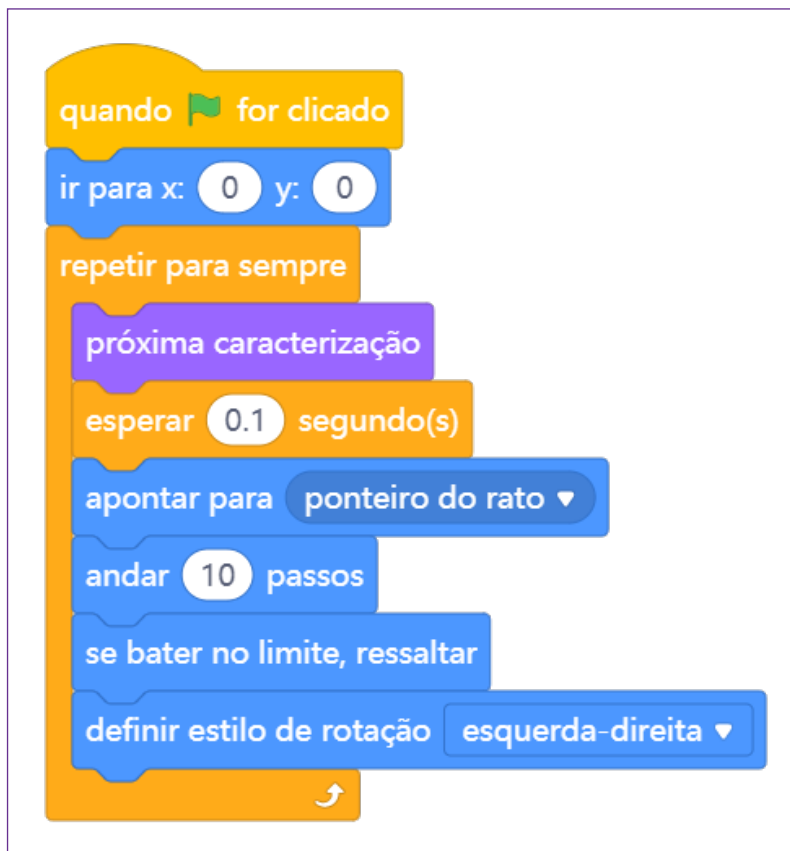 quando for clicado
ir para x: 0 y: 0
repetir para sempre
próxima caracterização
esperar 0.1 segundo(s)
apontar para ponteiro do rato
andar 10 passos
se bater no limite, ressaltar
definir estilo de rotação esquerda-direita